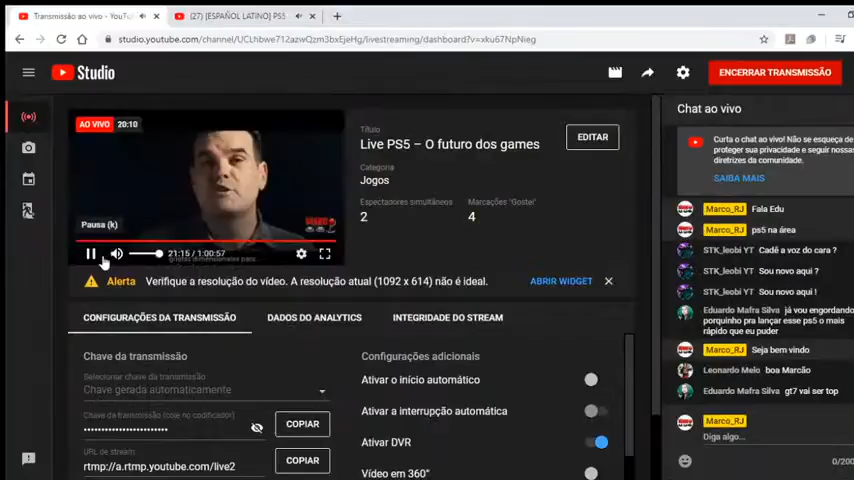 Transmissão ao vivo - YouTu
(27) [ESPAÑOL LATINO] PS5
studio.youtube.com/channel/UCLhbwe712azwQzm3bxEjeHg/livestreaming/dashboard?v=xku67NpNieg
Studio
ENCERRAR TRANSMISSÃO
AO VIVO 20:10
Pausa (k)
21:15 / 1:00:57
Título
Live PS5 – O futuro dos games
EDITAR
Categoria
Jogos
Espectadores simultâneos
2
Marcações "Gostei"
4
Alerta Verifique a resolução do vídeo. A resolução atual (1092 x 614) não é ideal.
ABRIR WIDGET
CONFIGURAÇÕES DA TRANSMISSÃO
DADOS DO ANALYTICS
INTEGRIDADE DO STREAM
Chave da transmissão
Selecionar chave da transmissão
Chave gerada automaticamente
Chave da transmissão (cole no codificador)
COPIAR
URL de stream
rtmp://a.rtmp.youtube.com/live2
COPIAR
Configurações adicionais
Ativar o início automático
Ativar a interrupção automática
Ativar DVR
Vídeo em 360°
Chat ao vivo
Curta o chat ao vivo! Não se esqueça de
proteger sua privacidade e seguir nossas
diretrizes da comunidade.
SAIBA MAIS
Marco_RJ Fala Edu
Marco_RJ ps5 na área
STK_leobi YT Cadê a voz do cara ?
STK_leobi YT Sou novo aqui ?
STK_leobi YT Sou novo aqui !
Eduardo Mafra Silva já vou engordando
porquinho pra lançar esse ps5 o mais
rápido que eu puder
Marco_RJ Seja bem vindo
Leonardo Melo boa Marcão
Eduardo Mafra Silva gt7 vai ser top
Marco_RJ
Diga algo...
0/200